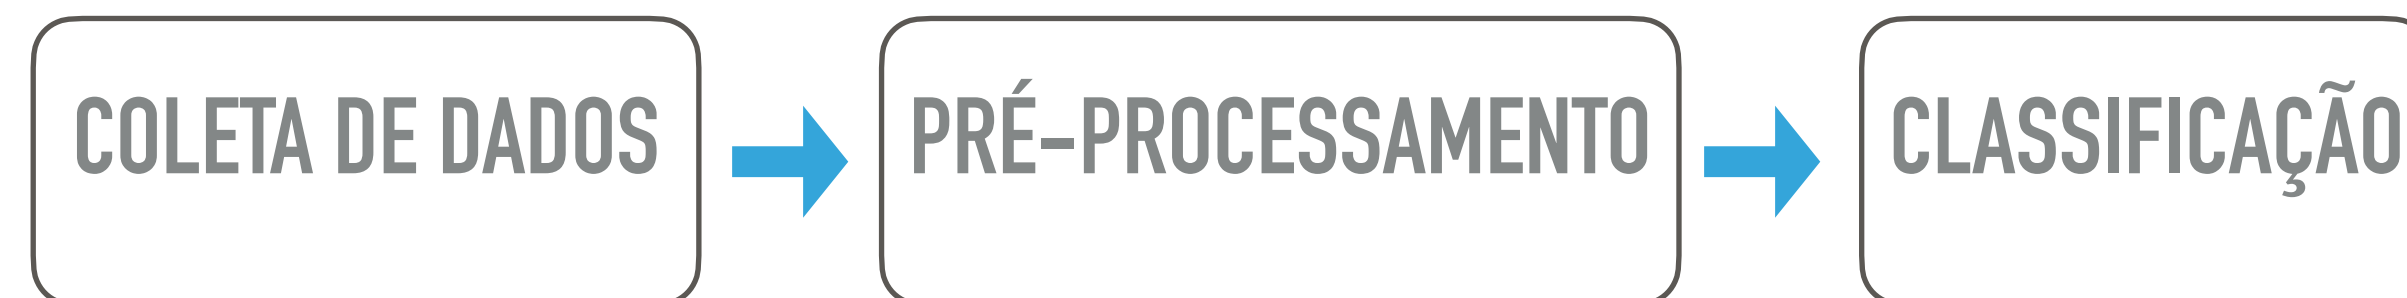 COLETA DE DADOS
PRÉ-PROCESSAMENTO
CLASSIFICAÇÃO